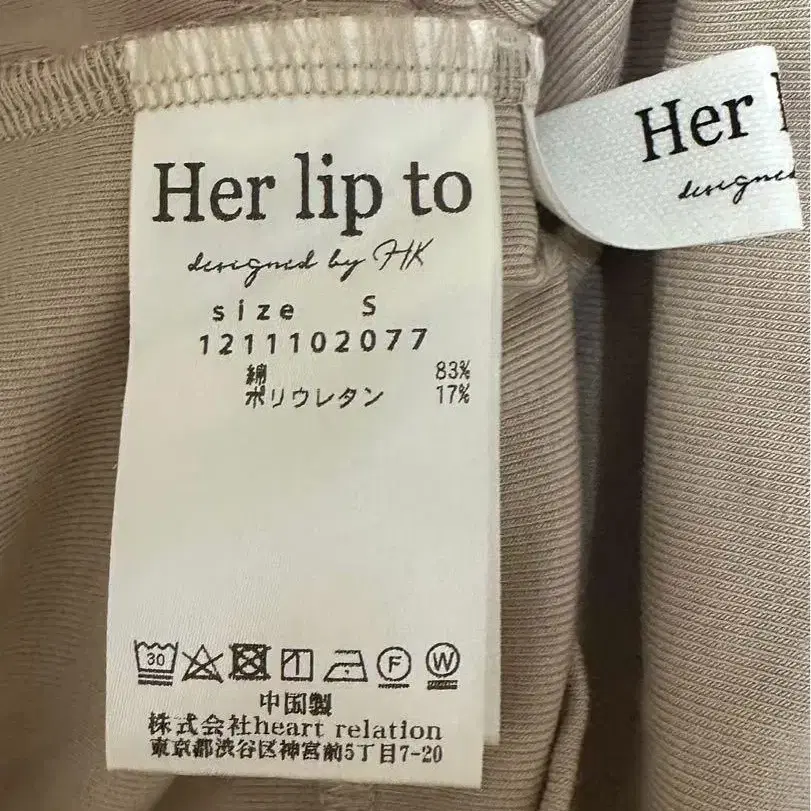 Her lip to
designed by HK
size S
1211102077
綿 83%
ポリウレタン 17%
30
F
W
中国製
株式会社heart relation
東京都渋谷区神宮前5丁目7-20
Her
designed